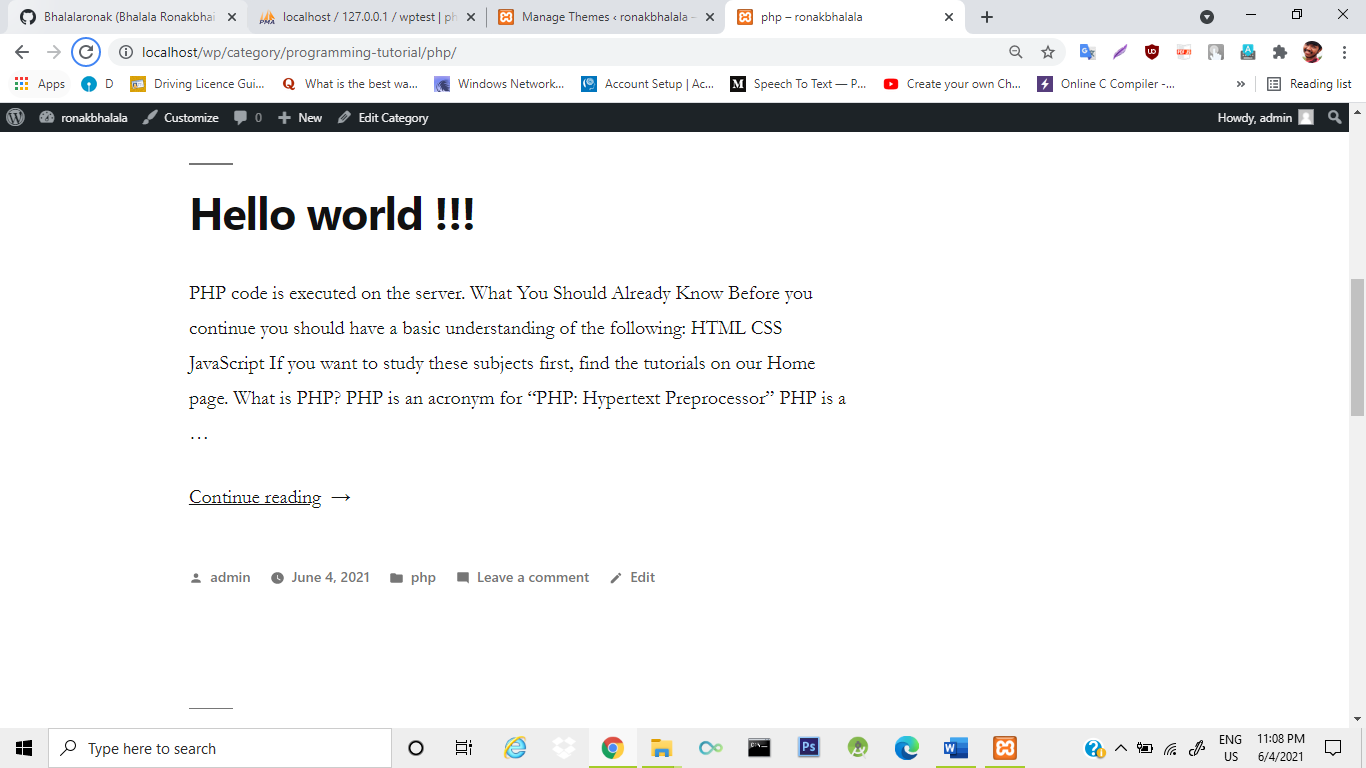 Bhalalaronak (Bhalala Ronakbhai
localhost / 127.0.0.1 / wptest | ph
Manage Themes ‹ ronakbhalala –
php – ronakbhalala
localhost/wp/category/programming-tutorial/php/
Apps
D
Driving Licence Gui...
What is the best wa...
Windows Network...
Account Setup | Ac...
Speech To Text — P...
Create your own Ch...
Online C Compiler -...
»
Reading list
ronakbhalala
Customize
0
New
Edit Category
Howdy, admin
Hello world !!!
PHP code is executed on the server. What You Should Already Know Before you
continue you should have a basic understanding of the following: HTML CSS
JavaScript If you want to study these subjects first, find the tutorials on our Home
page. What is PHP? PHP is an acronym for “PHP: Hypertext Preprocessor” PHP is a
…
Continue reading →
admin
June 4, 2021
php
Leave a comment
Edit
Type here to search
ENG
US
11:08 PM
6/4/2021